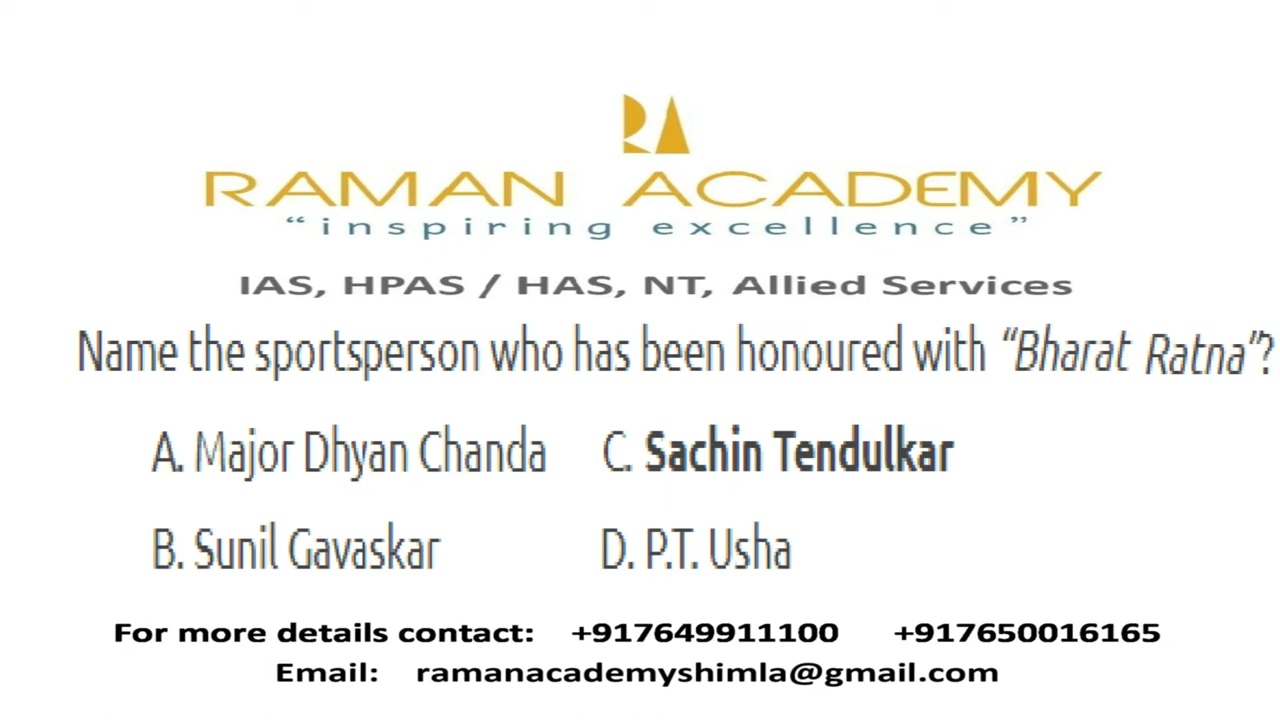 RA
RAMAN ACADEMY
“inspiring excellence”
IAS, HPAS / HAS, NT, Allied Services
Name the sportsperson who has been honoured with “Bharat Ratna”?
A. Major Dhyan Chanda C. Sachin Tendulkar
B. Sunil Gavaskar D. P.T. Usha
For more details contact: +917649911100 +917650016165
Email: ramanacademyshimla@gmail.com